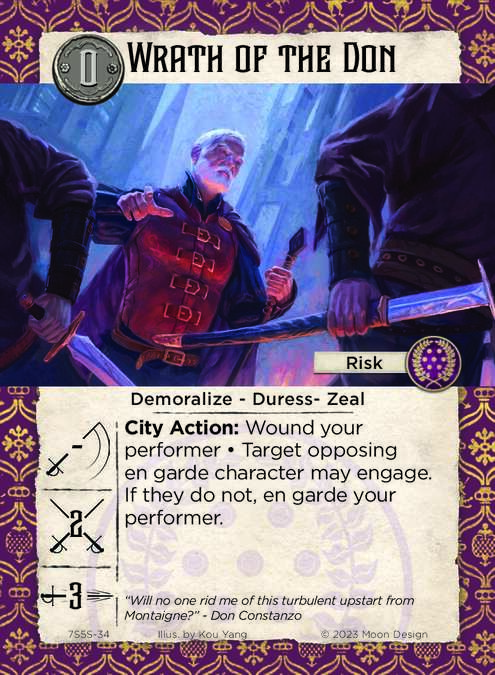 0
WRATH OF THE DON
Risk
Demoralize - Duress- Zeal
City Action: Wound your
performer • Target opposing
en garde character may engage.
If they do not, en garde your
performer.
-
2
3
"Will no one rid me of this turbulent upstart from
Montaigne?" - Don Constanzo
7S5S-34 Illus. by Kou Yang © 2023 Moon Design